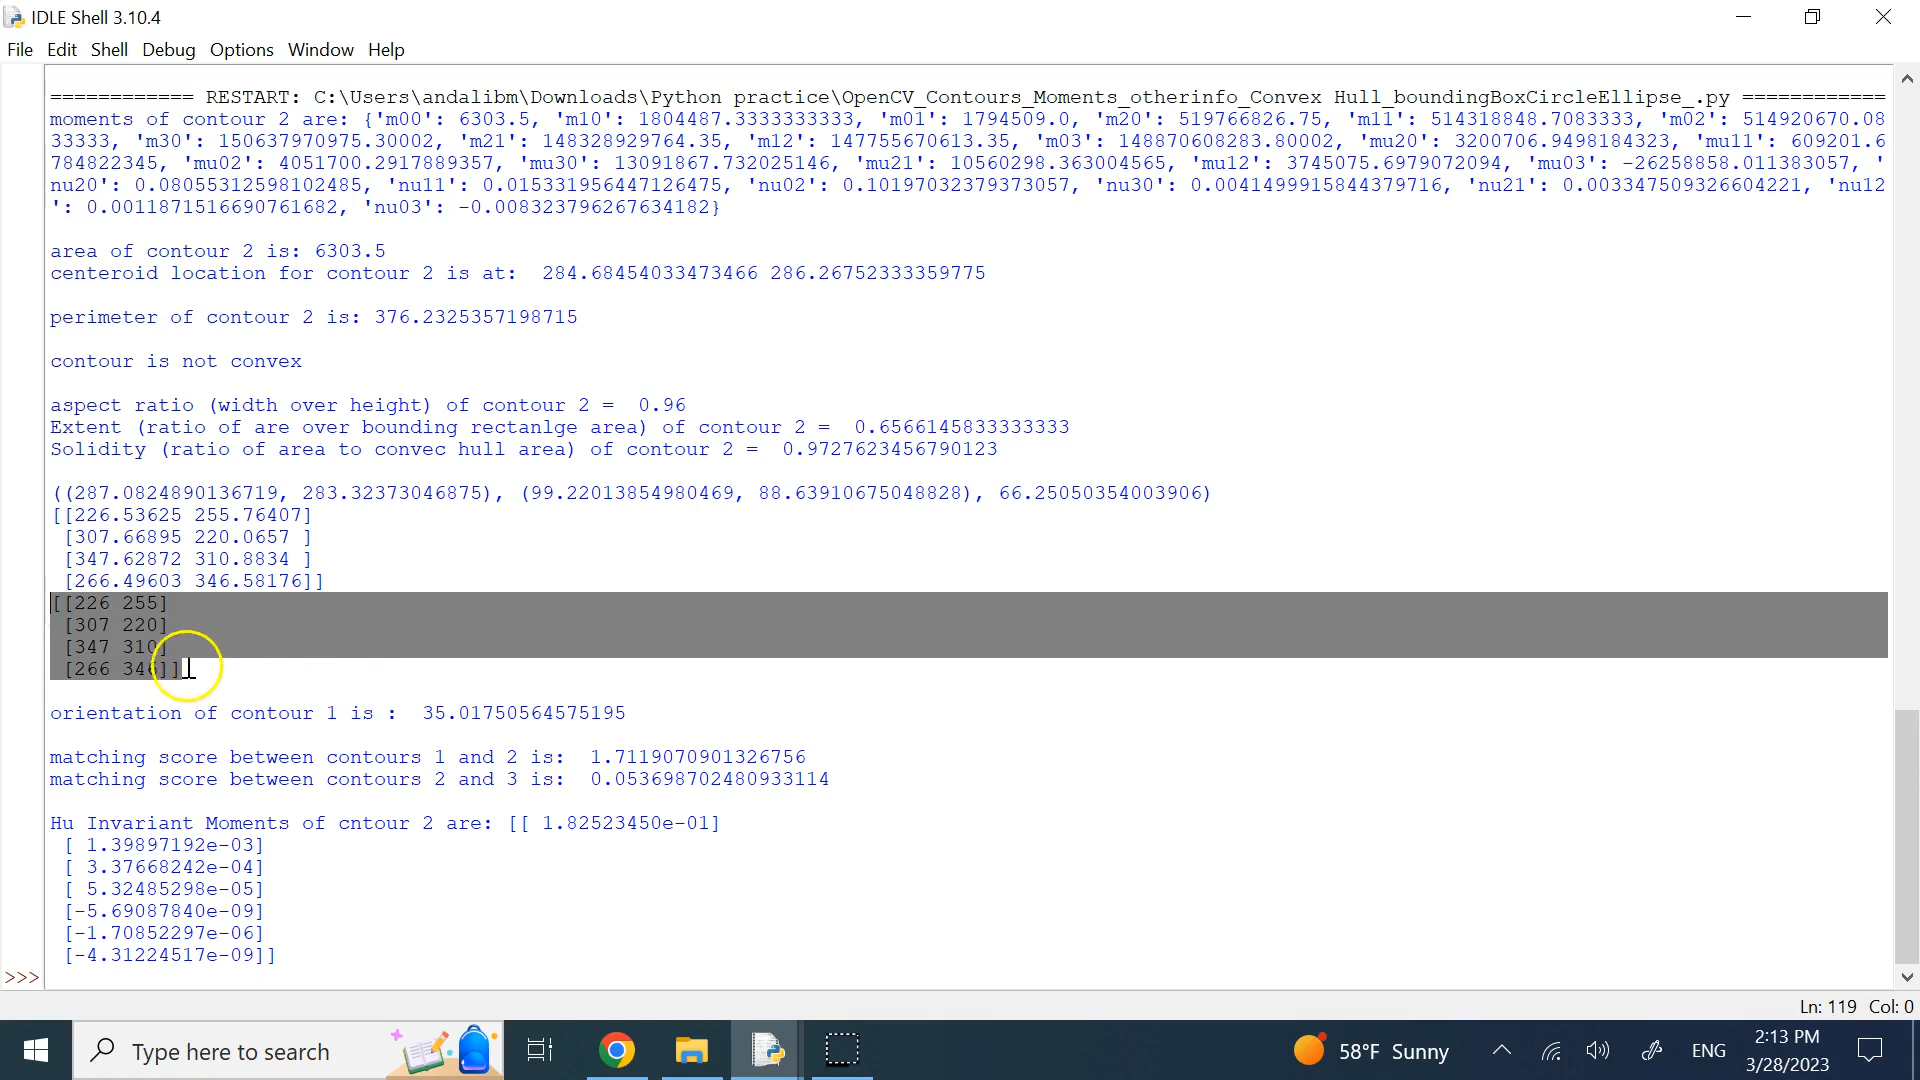 IDLE Shell 3.10.4
File Edit Shell Debug Options Window Help
============ RESTART: C:\Users\andalibm\Downloads\Python practice\OpenCV_Contours_Moments_otherinfo_Convex Hull_boundingBoxCircleEllipse_.py ============
moments of contour 2 are: {'m00': 6303.5, 'm10': 1804487.3333333333, 'm01': 1794509.0, 'm20': 519766826.75, 'm11': 514318848.7083333, 'm02': 514920670.08
33333, 'm30': 150637970975.30002, 'm21': 148328929764.35, 'm12': 147755670613.35, 'm03': 148870608283.80002, 'mu20': 3200706.9498184323, 'mu11': 609201.6
784822345, 'mu02': 4051700.2917889357, 'mu30': 13091867.732025146, 'mu21': 10560298.363004565, 'mu12': 3745075.6979072094, 'mu03': -26258858.011383057, '
nu20': 0.08055312598102485, 'nu11': 0.015331956447126475, 'nu02': 0.10197032379373057, 'nu30': 0.0041499915844379716, 'nu21': 0.003347509326604221, 'nu12
': 0.0011871516690761682, 'nu03': -0.008323796267634182}
area of contour 2 is: 6303.5
centeroid location for contour 2 is at:  284.68454033473466 286.26752333359775
perimeter of contour 2 is: 376.2325357198715
contour is not convex
aspect ratio (width over height) of contour 2 =  0.96
Extent (ratio of are over bounding rectanlge area) of contour 2 =  0.6566145833333333
Solidity (ratio of area to convec hull area) of contour 2 =  0.9727623456790123
((287.0824890136719, 283.32373046875), (99.22013854980469, 88.63910675048828), 66.25050354003906)
[[226.53625 255.76407]
[307.66895 220.0657 ]
[347.62872 310.8834 ]
[266.49603 346.58176]]
[[226 255]
[307 220]
[347 310]
[266 346]]
orientation of contour 1 is :  35.01750564575195
matching score between contours 1 and 2 is:  1.7119070901326756
matching score between contours 2 and 3 is:  0.053698702480933114
Hu Invariant Moments of cntour 2 are: [[ 1.82523450e-01]
[ 1.39897192e-03]
[ 3.37668242e-04]
[ 5.32485298e-05]
[-5.69087840e-09]
[-1.70852297e-06]
[-4.31224517e-09]]
>>>
Ln: 119 Col: 0
Type here to search
58°F Sunny
ENG
2:13 PM
3/28/2023